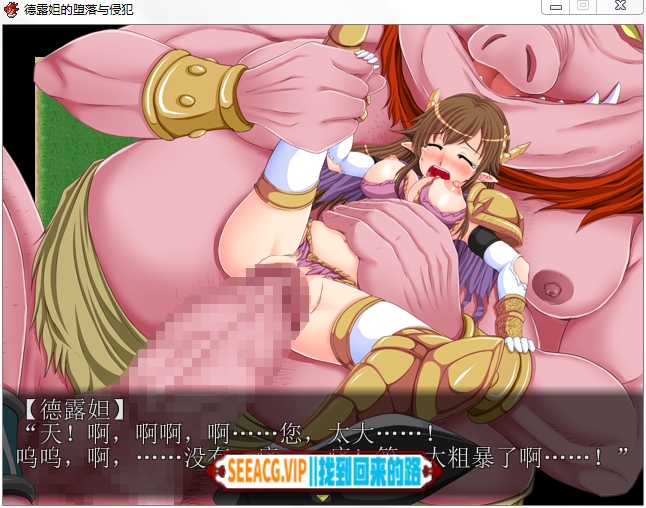 德露妲的堕落与侵犯
【德露妲】
“天！啊，啊啊，啊……您，太大……！
呜呜，啊，……没有
大粗暴了啊……！”
SEEACG.VIP||找到回来的路